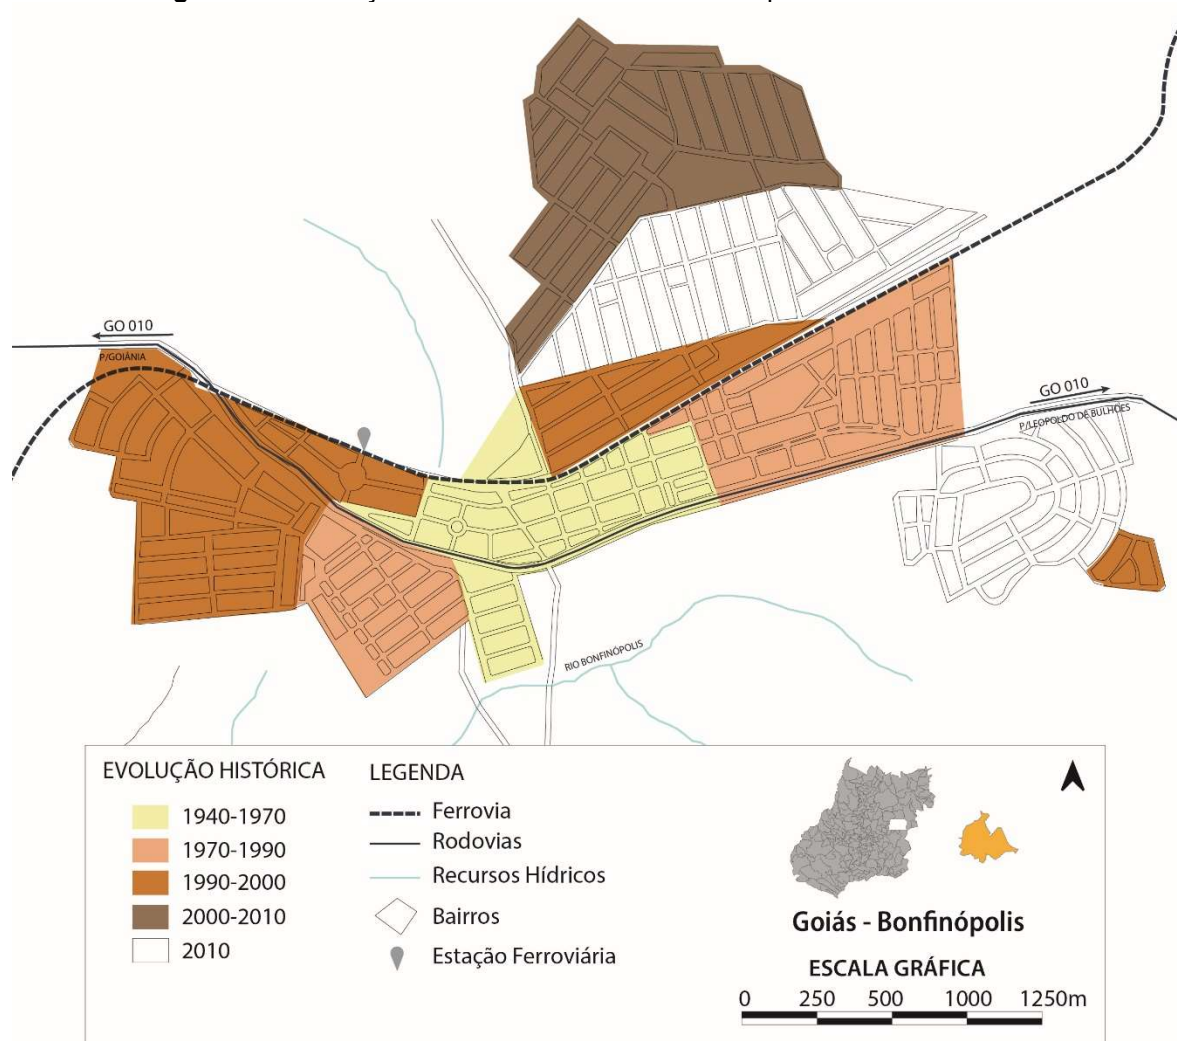 GO 010
P/GOIÂNIA
GO 010
P/LEOPOLDO DE BULHÕES
RIO BONFINÓPOLIS
EVOLUÇÃO HISTÓRICA
1940-1970
1970-1990
1990-2000
2000-2010
2010
LEGENDA
Ferrovia
Rodovias
Recursos Hídricos
Bairros
Estação Ferroviária
Goiás - Bonfinópolis
ESCALA GRÁFICA
0 250 500 1000 1250m